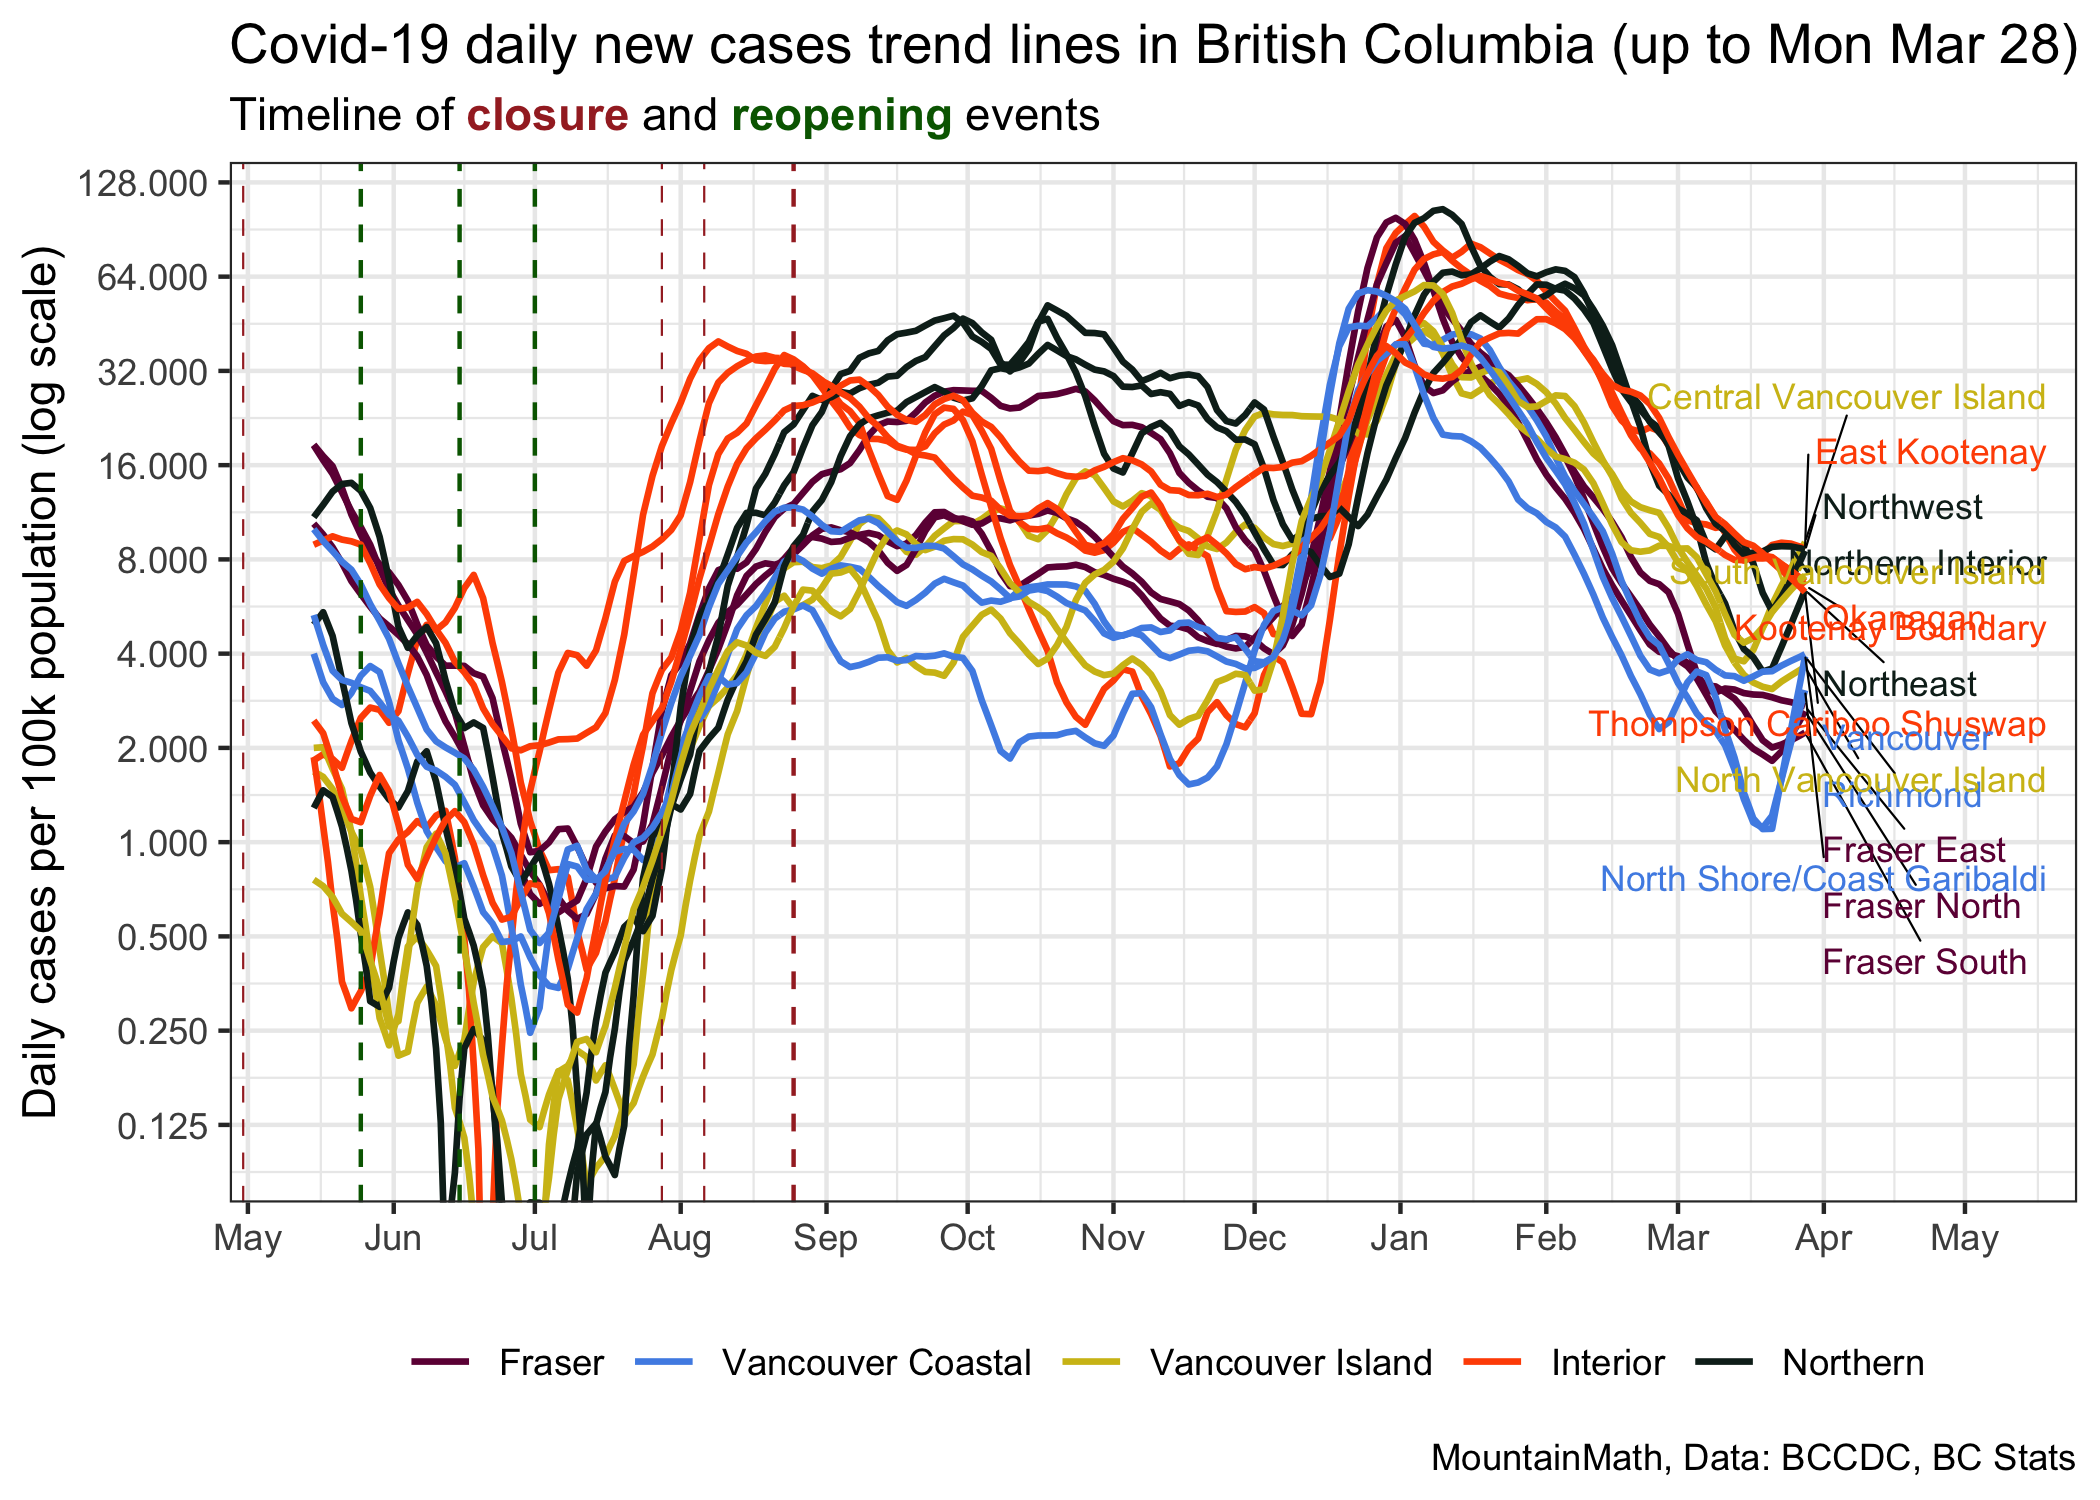 Covid-19 daily new cases trend lines in British Columbia (up to Mon Mar 28)
Timeline of closure and reopening events
Daily cases per 100k population (log scale)
128.000
64.000
32.000
16.000
8.000
4.000
2.000
1.000
0.500
0.250
0.125
Central Vancouver Island
East Kootenay
Northwest
Northern Interior
South Vancouver Island
Okanagan
Kootenay Boundary
Northeast
Thompson Cariboo Shuswap
Vancouver
North Vancouver Island
Richmond
Fraser East
North Shore/Coast Garibaldi
Fraser North
Fraser South
May Jun Jul Aug Sep Oct Nov Dec Jan Feb Mar Apr May
Fraser Vancouver Coastal Vancouver Island Interior Northern
MountainMath, Data: BCCDC, BC Stats